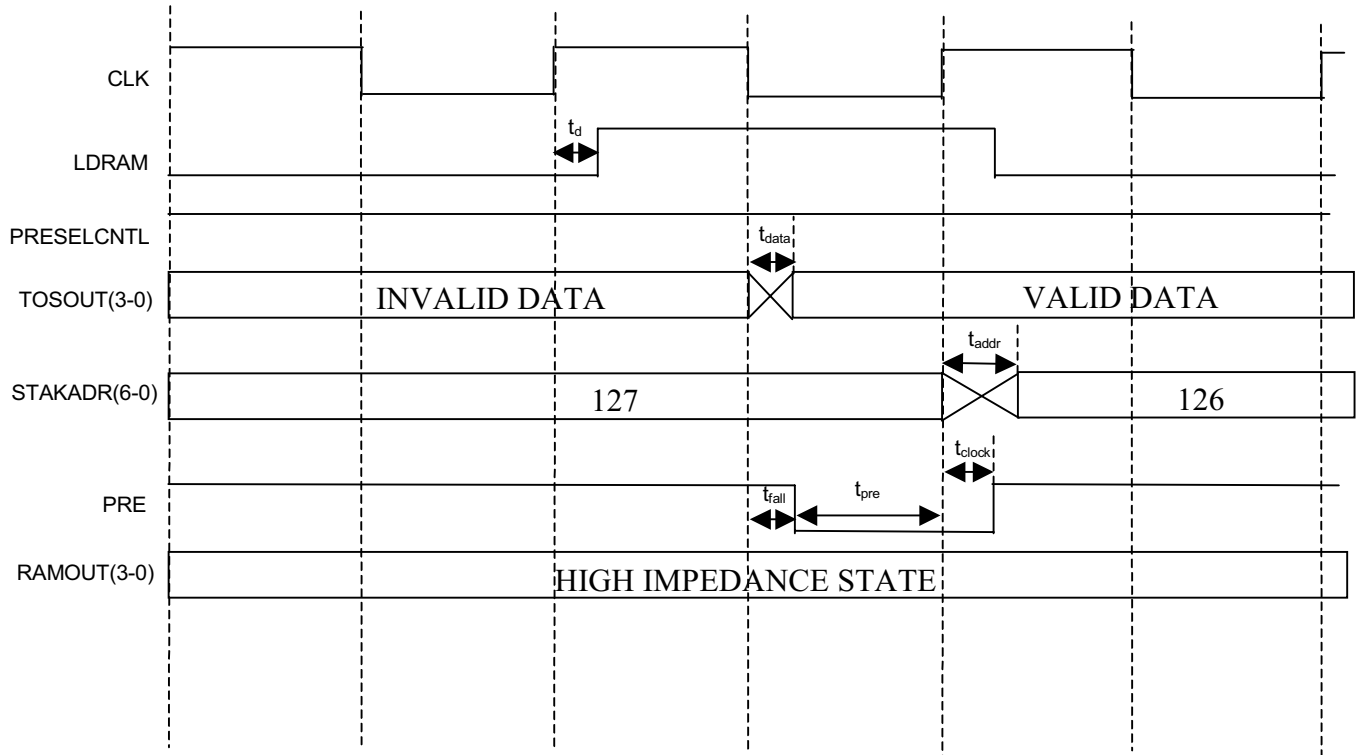 CLK
t_d
LDRAM
PRESELCNTL
t_data
TOSOUT(3-0)
INVALID DATA
VALID DATA
t_addr
STAKADR(6-0)
127
126
t_clock
PRE
t_fall
t_pre
RAMOUT(3-0)
HIGH IMPEDANCE STATE